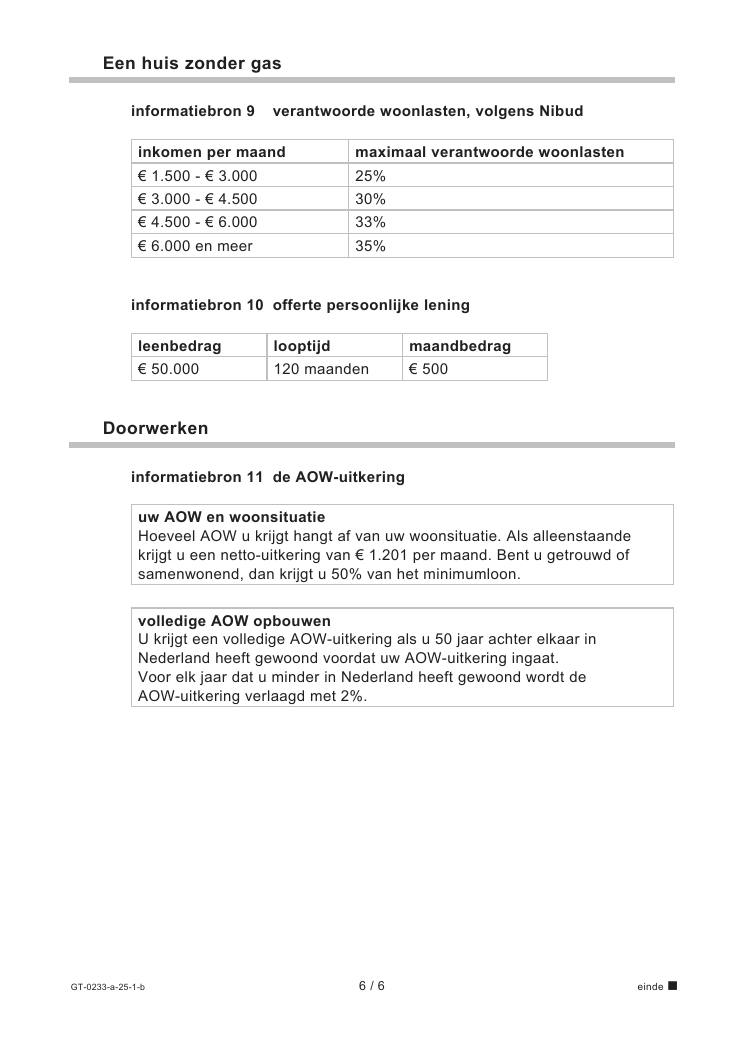 Een huis zonder gas
informatiebron 9 verantwoorde woonlasten, volgens Nibud
inkomen per maand maximaal verantwoorde woonlasten
€ 1.500 - € 3.000 25%
€ 3.000 - € 4.500 30%
€ 4.500 - € 6.000 33%
€ 6.000 en meer 35%
informatiebron 10 offerte persoonlijke lening
leenbedrag looptijd maandbedrag
€ 50.000 120 maanden € 500
Doorwerken
informatiebron 11 de AOW-uitkering
uw AOW en woonsituatie
Hoeveel AOW u krijgt hangt af van uw woonsituatie. Als alleenstaande
krijgt u een netto-uitkering van € 1.201 per maand. Bent u getrouwd of
samenwonend, dan krijgt u 50% van het minimumloon.
volledige AOW opbouwen
U krijgt een volledige AOW-uitkering als u 50 jaar achter elkaar in
Nederland heeft gewoond voordat uw AOW-uitkering ingaat.
Voor elk jaar dat u minder in Nederland heeft gewoond wordt de
AOW-uitkering verlaagd met 2%.
GT-0233-a-25-1-b 6 / 6 einde